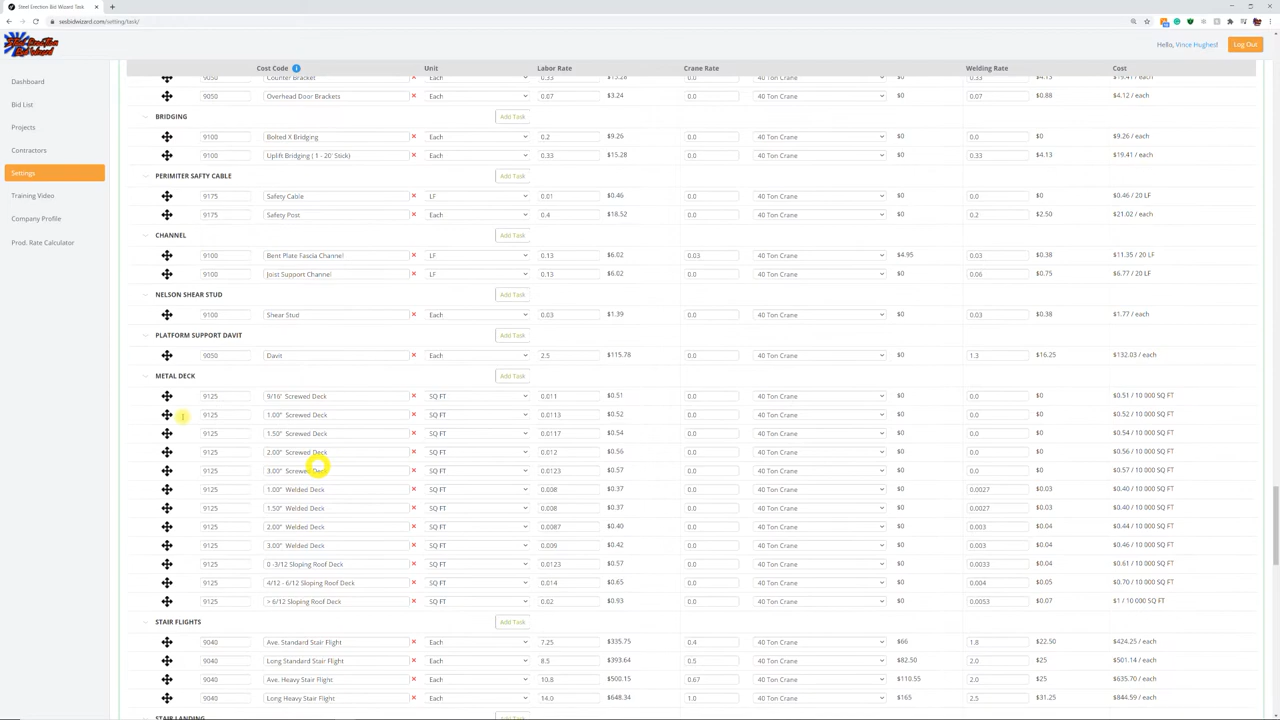 Steel Erection Bid Wizard Task
sesbidwizard.com/setting/task/
Steel Erection Bid Wizard
Hello, Vince Hughes!
Log Out
Dashboard
Bid List
Projects
Contractors
Settings
Training Video
Company Profile
Prod. Rate Calculator
Cost Code Unit Labor Rate Crane Rate Welding Rate Cost
9050 Counter Bracket Each 0.33 $15.28 0.0 40 Ton Crane $0 0.33 $4.13 $19.41 / each
9050 Overhead Door Brackets Each 0.07 $3.24 0.0 40 Ton Crane $0 0.07 $0.88 $4.12 / each
BRIDGING Add Task
9100 Bolted X Bridging Each 0.2 $9.26 0.0 40 Ton Crane $0 0.0 $0 $9.26 / each
9100 Uplift Bridging ( 1 - 20' Stick) Each 0.33 $15.28 0.0 40 Ton Crane $0 0.33 $4.13 $19.41 / each
PERIMITER SAFTY CABLE Add Task
9175 Safety Cable LF 0.01 $0.46 0.0 40 Ton Crane $0 0.0 $0 $0.46 / 20 LF
9175 Safety Post Each 0.4 $18.52 0.0 40 Ton Crane $0 0.2 $2.50 $21.02 / each
CHANNEL Add Task
9100 Bent Plate Fascia Channel LF 0.13 $6.02 0.03 40 Ton Crane $4.95 0.03 $0.38 $11.35 / 20 LF
9100 Joist Support Channel LF 0.13 $6.02 0.0 40 Ton Crane $0 0.06 $0.75 $6.77 / 20 LF
NELSON SHEAR STUD Add Task
9100 Shear Stud Each 0.03 $1.39 0.0 40 Ton Crane $0 0.03 $0.38 $1.77 / each
PLATFORM SUPPORT DAVIT Add Task
9050 Davit Each 2.5 $115.78 0.0 40 Ton Crane $0 1.3 $16.25 $132.03 / each
METAL DECK Add Task
9125 9/16" Screwed Deck SQ FT 0.011 $0.51 0.0 40 Ton Crane $0 0.0 $0 $0.51 / 10 000 SQ FT
9125 1.00" Screwed Deck SQ FT 0.0113 $0.52 0.0 40 Ton Crane $0 0.0 $0 $0.52 / 10 000 SQ FT
9125 1.50" Screwed Deck SQ FT 0.0117 $0.54 0.0 40 Ton Crane $0 0.0 $0 $0.54 / 10 000 SQ FT
9125 2.00" Screwed Deck SQ FT 0.012 $0.56 0.0 40 Ton Crane $0 0.0 $0 $0.56 / 10 000 SQ FT
9125 3.00" Screwed Deck SQ FT 0.0123 $0.57 0.0 40 Ton Crane $0 0.0 $0 $0.57 / 10 000 SQ FT
9125 1.00" Welded Deck SQ FT 0.008 $0.37 0.0 40 Ton Crane $0 0.0027 $0.03 $0.40 / 10 000 SQ FT
9125 1.50" Welded Deck SQ FT 0.008 $0.37 0.0 40 Ton Crane $0 0.0027 $0.03 $0.40 / 10 000 SQ FT
9125 2.00" Welded Deck SQ FT 0.0087 $0.40 0.0 40 Ton Crane $0 0.003 $0.04 $0.44 / 10 000 SQ FT
9125 3.00" Welded Deck SQ FT 0.009 $0.42 0.0 40 Ton Crane $0 0.003 $0.04 $0.46 / 10 000 SQ FT
9125 0 -3/12 Sloping Roof Deck SQ FT 0.0123 $0.57 0.0 40 Ton Crane $0 0.0033 $0.04 $0.61 / 10 000 SQ FT
9125 4/12 - 6/12 Sloping Roof Deck SQ FT 0.014 $0.65 0.0 40 Ton Crane $0 0.004 $0.05 $0.70 / 10 000 SQ FT
9125 > 6/12 Sloping Roof Deck SQ FT 0.02 $0.93 0.0 40 Ton Crane $0 0.0053 $0.07 $1 / 10 000 SQ FT
STAIR FLIGHTS Add Task
9040 Ave. Standard Stair Flight Each 7.25 $335.75 0.4 40 Ton Crane $66 1.8 $22.50 $424.25 / each
9040 Long Standard Stair Flight Each 8.5 $393.64 0.5 40 Ton Crane $82.50 2.0 $25 $501.14 / each
9040 Ave. Heavy Stair Flight Each 10.8 $500.15 0.67 40 Ton Crane $110.55 2.0 $25 $635.70 / each
9040 Long Heavy Stair Flight Each 14.0 $648.34 1.0 40 Ton Crane $165 2.5 $31.25 $844.59 / each
STAIR LANDING